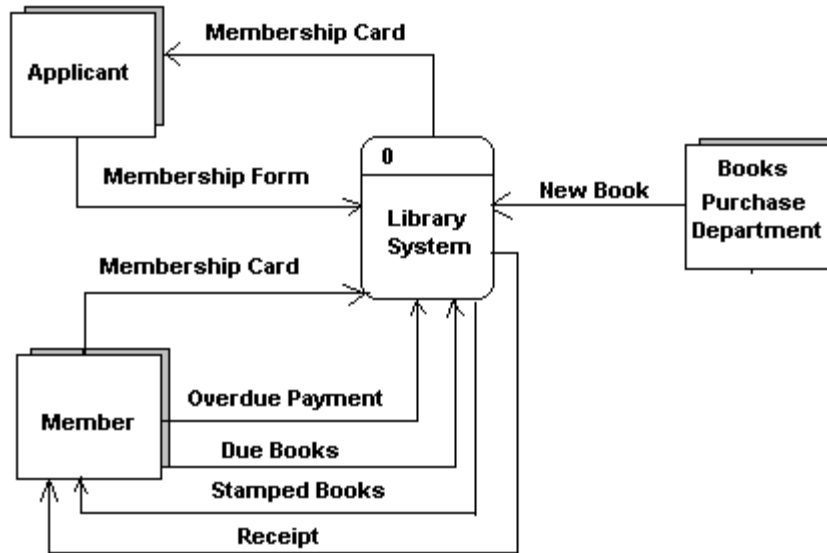 Membership Card
Applicant
0
Membership Form
Library
System
New Book
Books
Purchase
Department
Membership Card
Member
Overdue Payment
Due Books
Stamped Books
Receipt